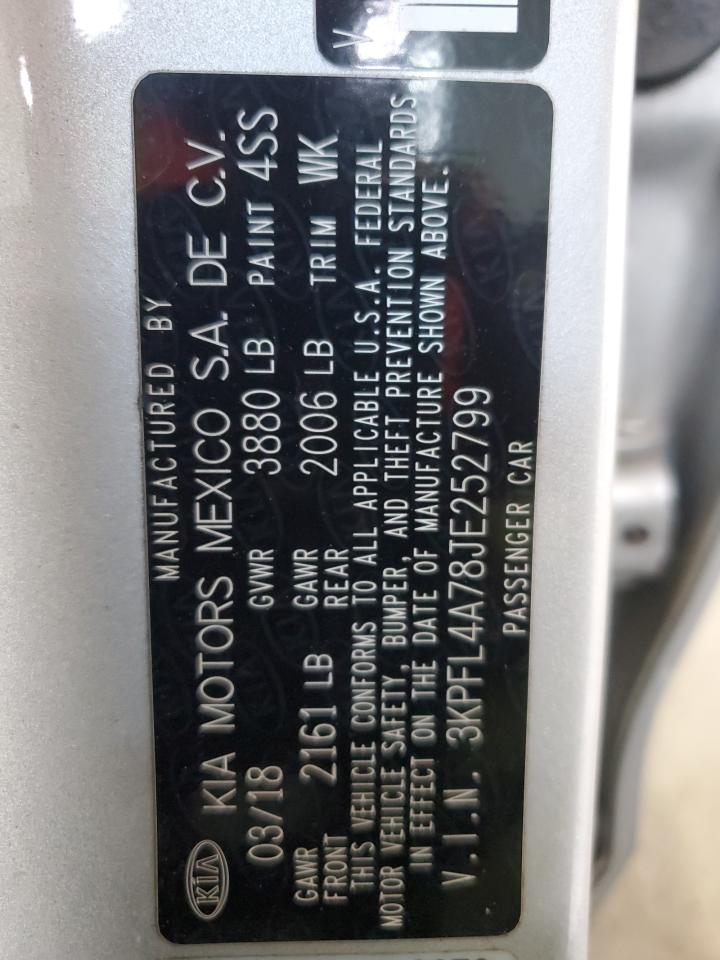 MANUFACTURED BY
KIA KIA MOTORS MEXICO S.A. DE C.V.
03/18 GVWR 3880 LB PAINT 4SS
GAWR FRONT 2161 LB GAWR REAR 2006 LB TRIM WK
THIS VEHICLE CONFORMS TO ALL APPLICABLE U.S.A. FEDERAL
MOTOR VEHICLE SAFETY, BUMPER, AND THEFT PREVENTION STANDARDS
IN EFFECT ON THE DATE OF MANUFACTURE SHOWN ABOVE.
V.I.N. 3KPFL4A78JE252799
PASSENGER CAR